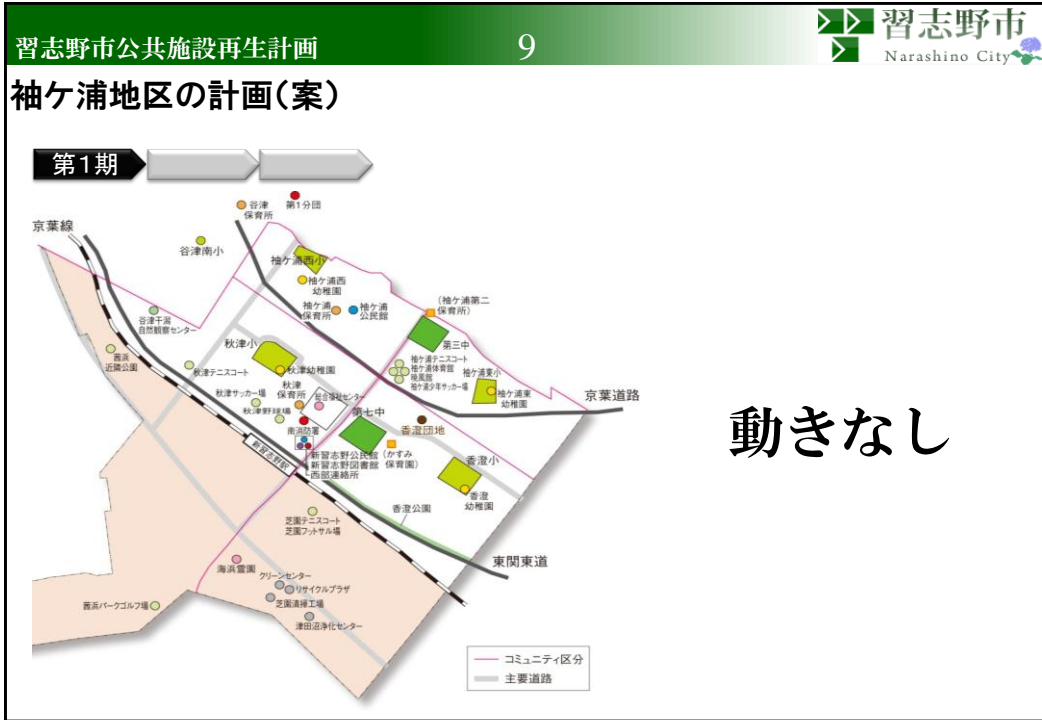 習志野市公共施設再生計画
9
習志野市
Narashino City
袖ケ浦地区の計画(案)
第1期
京葉線
谷津
保育所
第1分団
谷津南小
袖ケ浦西小
袖ケ浦西
幼稚園
袖ケ浦
保育所
袖ケ浦
公民館
(袖ケ浦第二
保育所)
第三中
谷津干潟
自然観察センター
茜浜
近隣公園
秋津小
秋津幼稚園
秋津テニスコート
秋津
保育所
総合福祉センター
秋津サッカー場
秋津野球場
南消防署
袖ケ浦テニスコート
袖ケ浦体育館
暁風館
袖ケ浦少年サッカー場
袖ケ浦東小
袖ケ浦東
幼稚園
京葉道路
第七中
香澄団地
新習志野駅
新習志野公民館
新習志野図書館
西部連絡所
(かすみ
保育園)
香澄小
香澄
幼稚園
香澄公園
芝園テニスコート
芝園フットサル場
東関東道
海浜霊園
クリーンセンター
リサイクルプラザ
芝園清掃工場
津田沼浄化センター
茜浜パークゴルフ場
コミュニティ区分
主要道路
動きなし